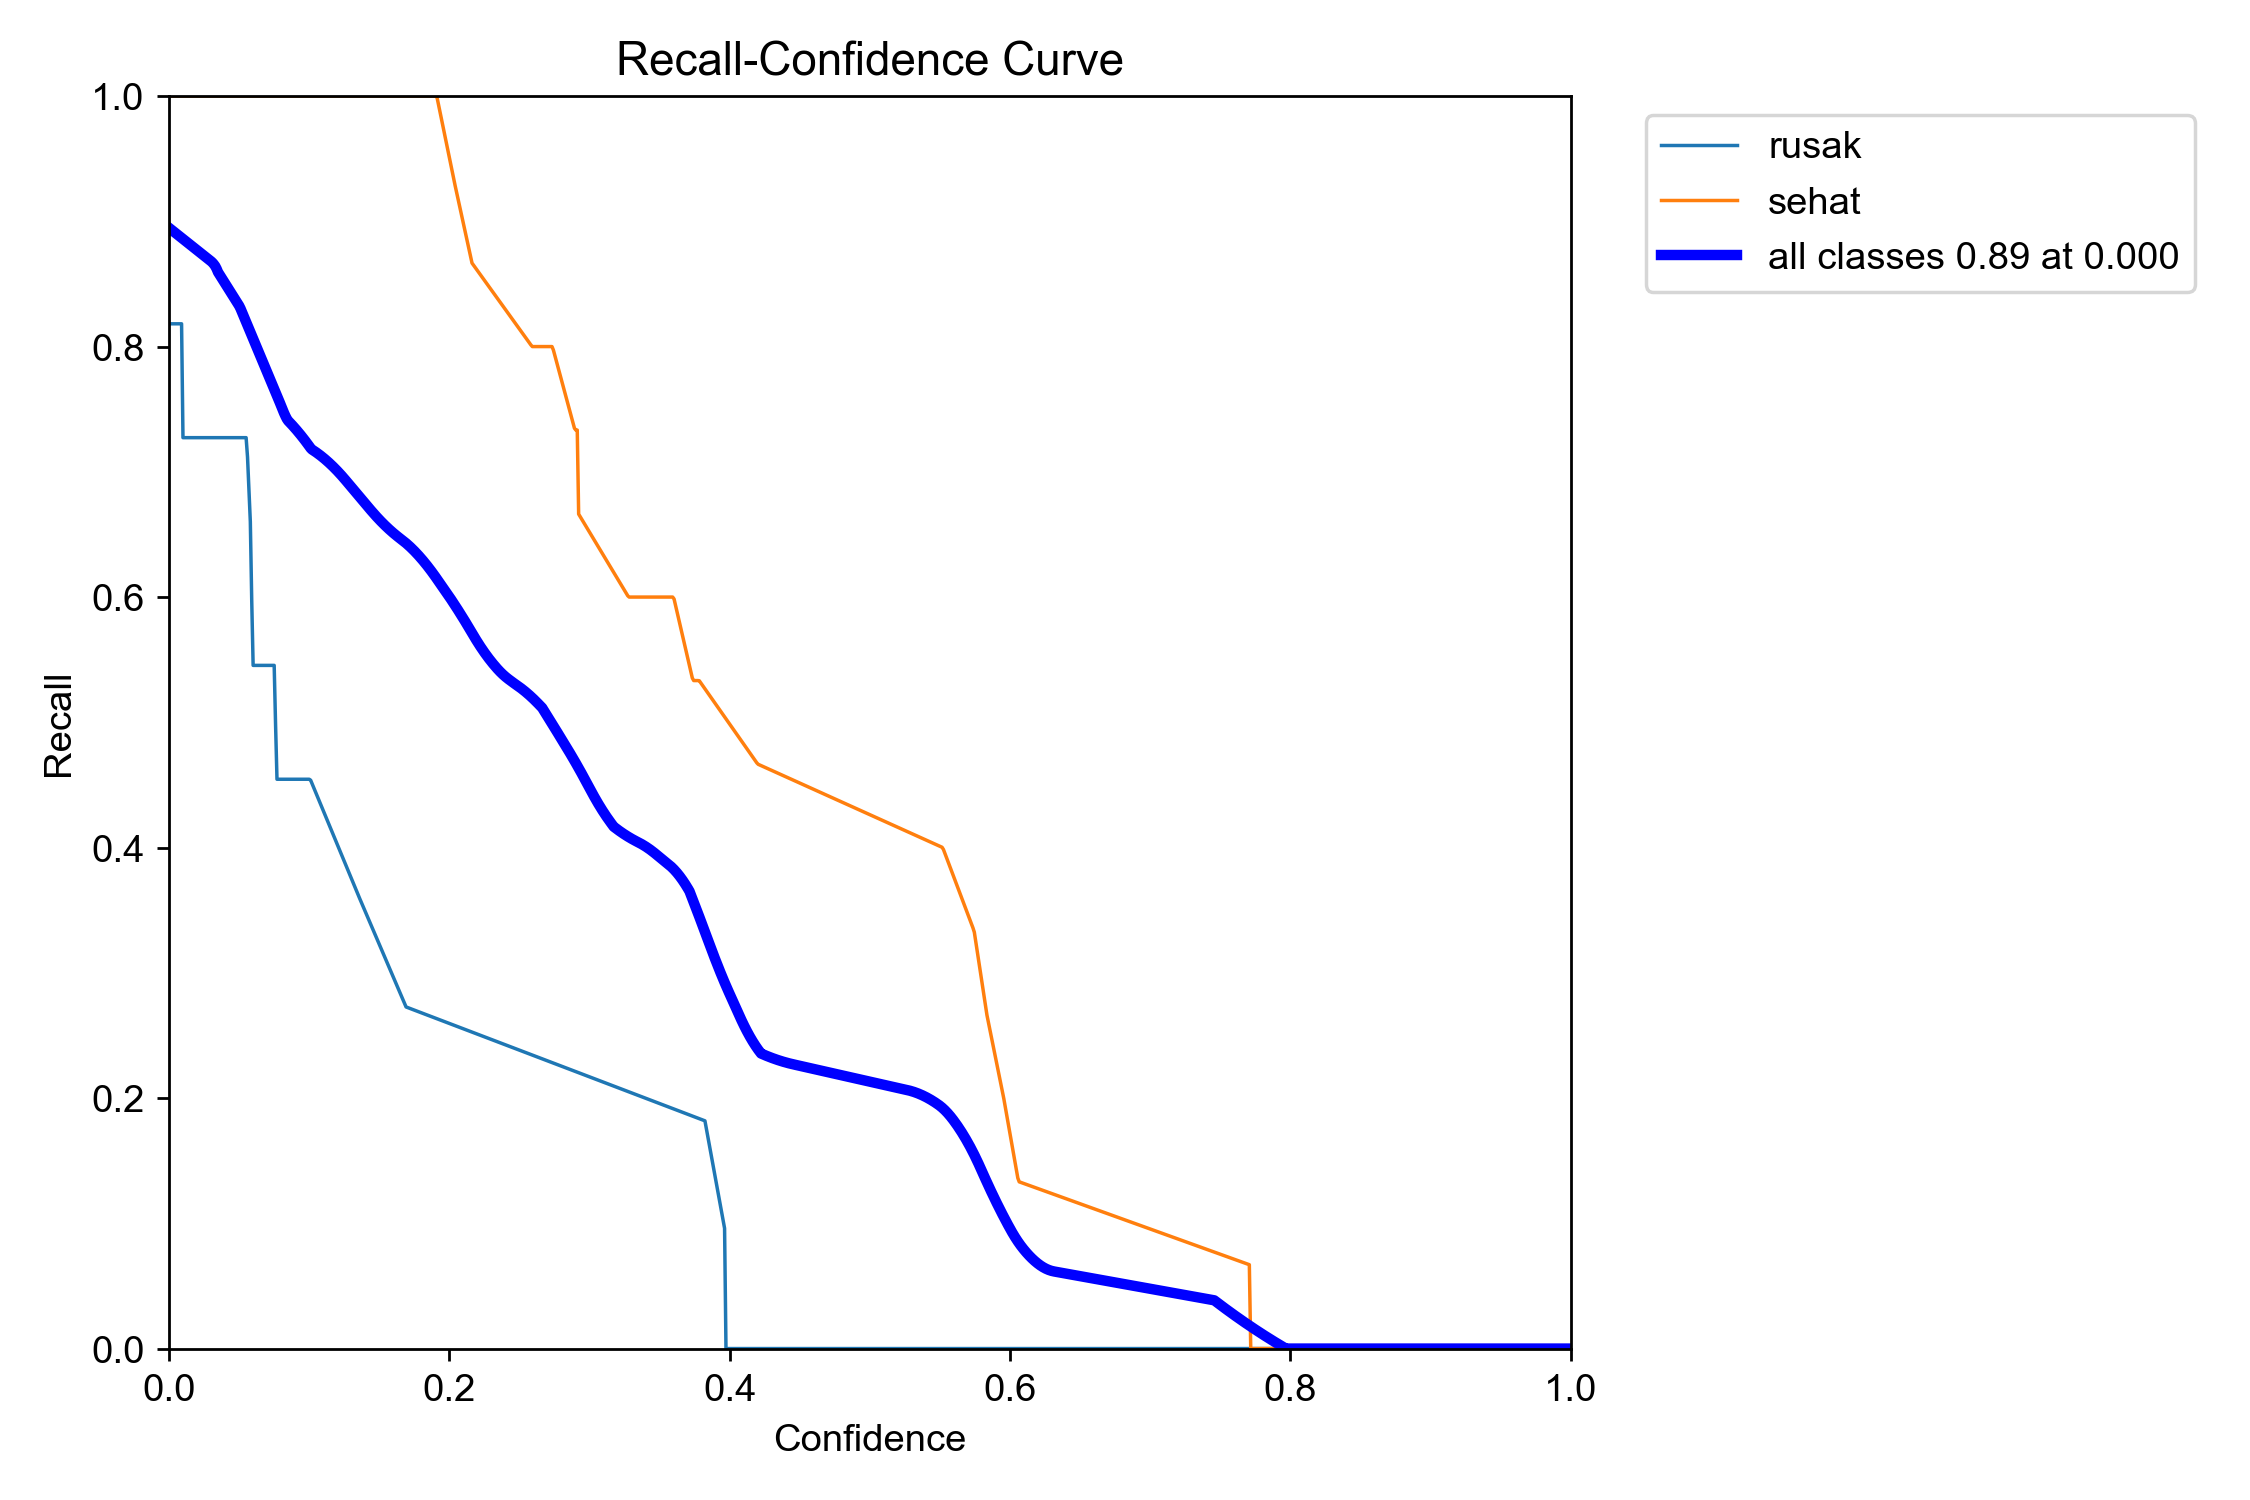 Recall-Confidence Curve
1.0
0.8
0.6
0.4
0.2
0.0
Recall
0.0 0.2 0.4 0.6 0.8 1.0
Confidence
rusak
sehat
all classes 0.89 at 0.000